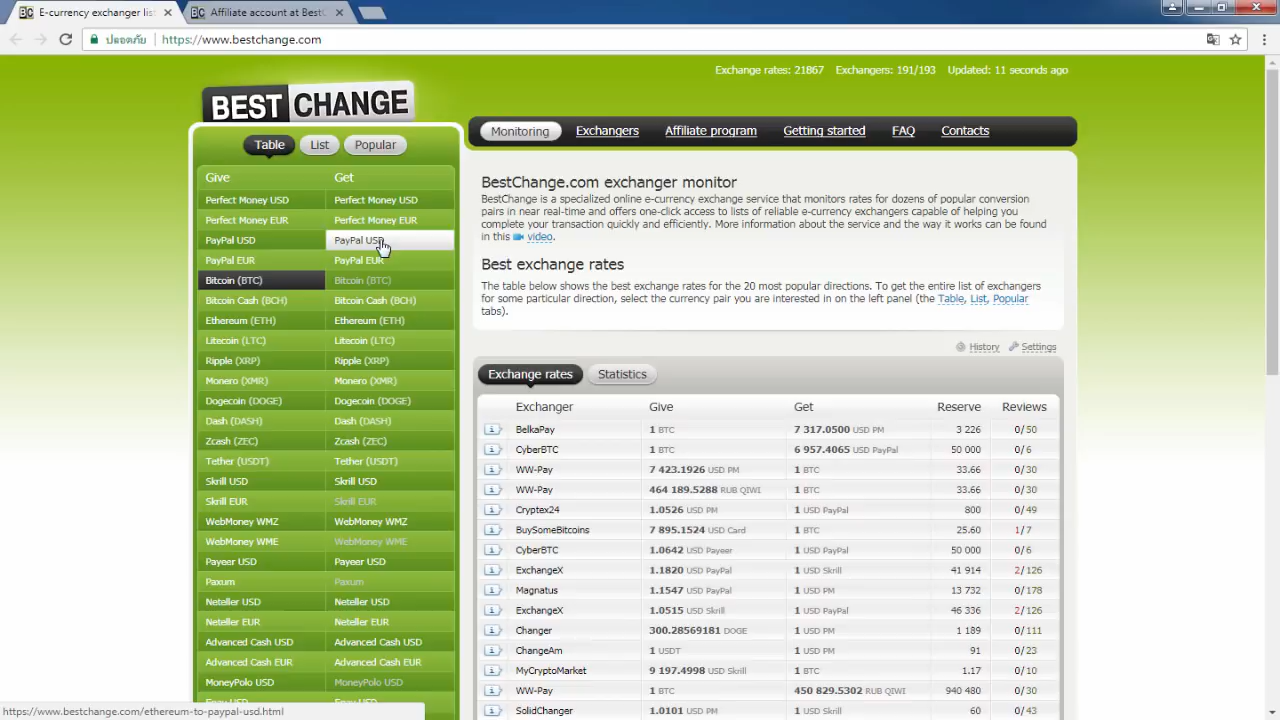 E-currency exchanger lis
Affiliate account at BestC
ปลอดภัย https://www.bestchange.com
Exchange rates: 21867 Exchangers: 191/193 Updated: 11 seconds ago
BESTCHANGE
Monitoring Exchangers Affiliate program Getting started FAQ Contacts
Table List Popular
Give Get
Perfect Money USD Perfect Money USD
Perfect Money EUR Perfect Money EUR
PayPal USD PayPal USD
PayPal EUR PayPal EUR
Bitcoin (BTC) Bitcoin (BTC)
Bitcoin Cash (BCH) Bitcoin Cash (BCH)
Ethereum (ETH) Ethereum (ETH)
Litecoin (LTC) Litecoin (LTC)
Ripple (XRP) Ripple (XRP)
Monero (XMR) Monero (XMR)
Dogecoin (DOGE) Dogecoin (DOGE)
Dash (DASH) Dash (DASH)
Zcash (ZEC) Zcash (ZEC)
Tether (USDT) Tether (USDT)
Skrill USD Skrill USD
Skrill EUR Skrill EUR
WebMoney WMZ WebMoney WMZ
WebMoney WME WebMoney WME
Payeer USD Payeer USD
Paxum Paxum
Neteller USD Neteller USD
Neteller EUR Neteller EUR
Advanced Cash USD Advanced Cash USD
Advanced Cash EUR Advanced Cash EUR
MoneyPolo USD MoneyPolo USD
https://www.bestchange.com/ethereum-to-paypal-usd.html
BestChange.com exchanger monitor
BestChange is a specialized online e-currency exchange service that monitors rates for dozens of popular conversion
pairs in near real-time and offers one-click access to lists of reliable e-currency exchangers capable of helping you
complete your transaction quickly and efficiently. More information about the service and the way it works can be found
in this video.
Best exchange rates
The table below shows the best exchange rates for the 20 most popular directions. To get the entire list of exchangers
for some particular direction, select the currency pair you are interested in on the left panel (the Table, List, Popular
tabs).
History Settings
Exchange rates Statistics
Exchanger Give Get Reserve Reviews
BelkaPay 1 BTC 7 317.0500 USD PM 3 226 0/50
CyberBTC 1 BTC 6 957.4065 USD PayPal 50 000 0/6
WW-Pay 7 423.1926 USD PM 1 BTC 33.66 0/30
WW-Pay 464 189.5288 RUB QIWI 1 BTC 33.66 0/30
Cryptex24 1.0526 USD PM 1 USD PayPal 800 0/49
BuySomeBitcoins 7 895.1524 USD Card 1 BTC 25.60 1/7
CyberBTC 1.0642 USD Payeer 1 USD PayPal 50 000 0/6
ExchangeX 1.1820 USD PayPal 1 USD Skrill 41 914 2/126
Magnatus 1.1547 USD PayPal 1 USD PM 13 732 0/178
ExchangeX 1.0515 USD Skrill 1 USD PayPal 46 336 2/126
Changer 300.28569181 DOGE 1 USD PM 1 189 0/111
ChangeAm 1 USDT 1 USD PM 91 0/23
MyCryptoMarket 9 197.4998 USD Skrill 1 BTC 1.17 0/10
WW-Pay 1 BTC 450 829.5302 RUB QIWI 940 480 0/30
SolidChanger 1.0101 USD PM 1 USD Skrill 60 0/43